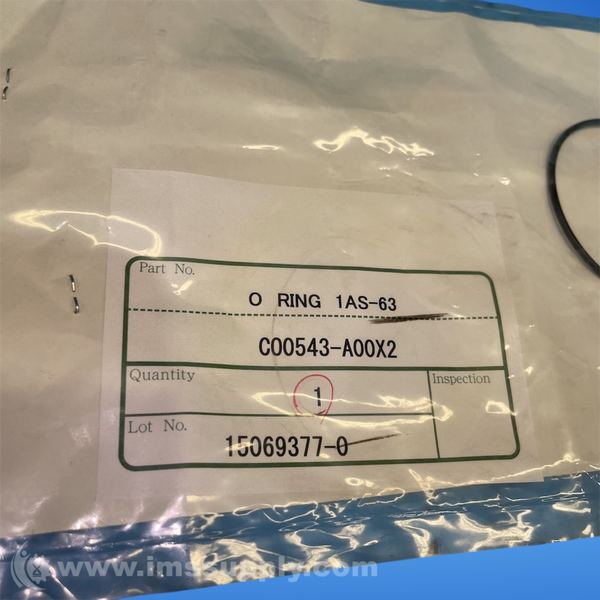 Part No.
O RING 1AS-63
C00543-A00X2
Quantity
1
Inspection
Lot No.
15069377-0
www.imssupply.com